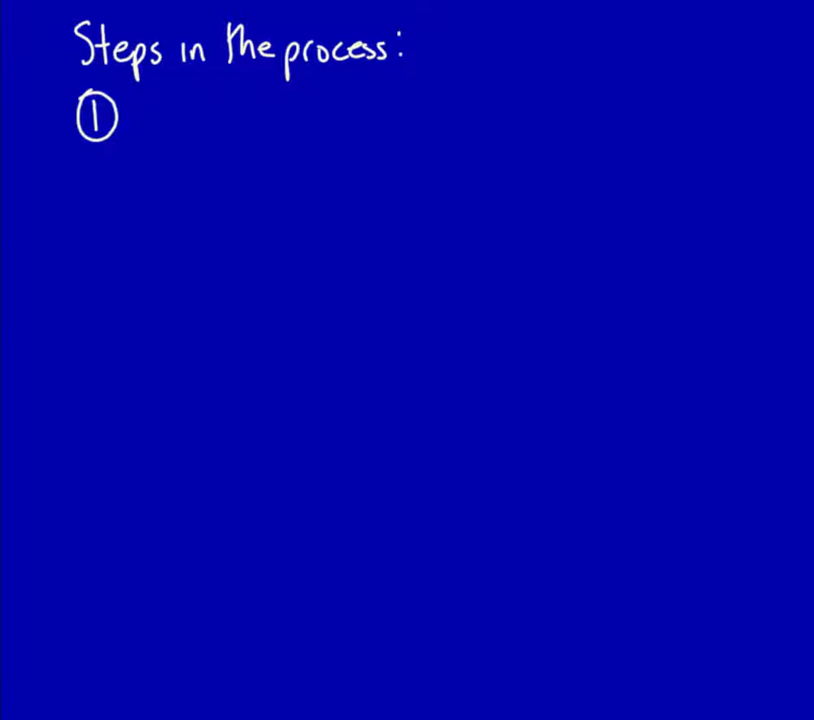 Steps in the process:
①